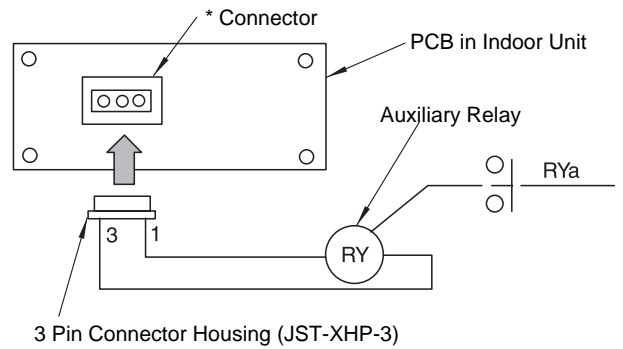 * Connector
PCB in Indoor Unit
Auxiliary Relay
RYa
3 1
RY
3 Pin Connector Housing (JST-XHP-3)